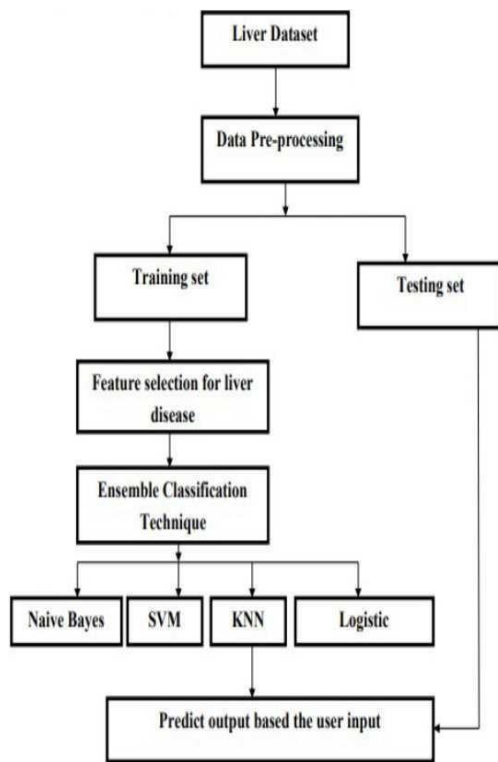 Liver Dataset
Data Pre-processing
Training set
Testing set
Feature selection for liver
disease
Ensemble Classification
Technique
Naive Bayes
SVM
KNN
Logistic
Predict output based the user input